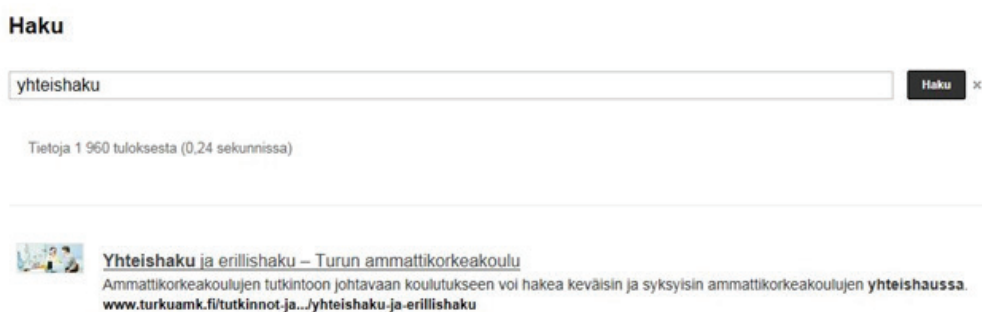 Haku
yhteishaku
Haku ×
Tietoja 1 960 tuloksesta (0,24 sekunnissa)
Yhteishaku ja erillishaku – Turun ammattikorkeakoulu
Ammattikorkeakoulujen tutkintoon johtavaan koulutukseen voi hakea keväisin ja syksyisin ammattikorkeakoulujen yhteishaussa.
www.turkuamk.fi/tutkinnot-ja.../yhteishaku-ja-erillishaku